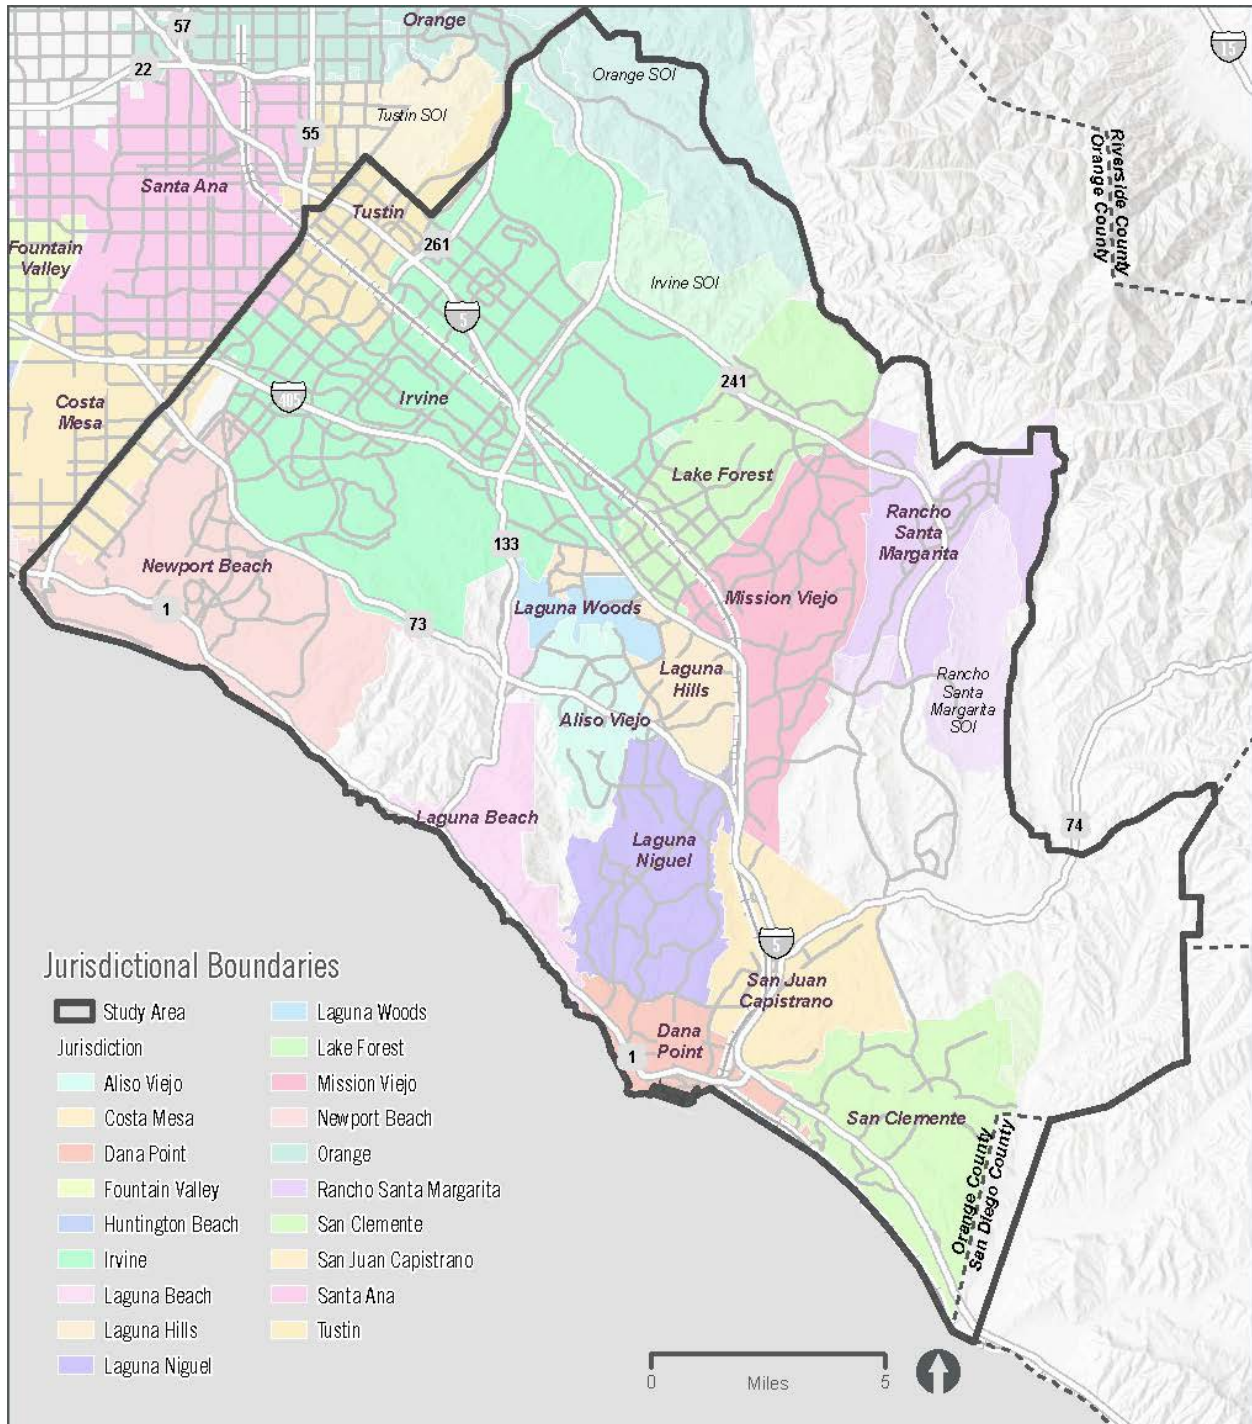 57
Orange
22
Orange SOI
15
Tustin SOI
55
Riverside County
Orange County
Santa Ana
Tustin
Fountain
Valley
261
Irvine SOI
5
241
405
Irvine
Costa
Mesa
Lake Forest
Rancho
Santa
Margarita
133
Newport Beach
Mission Viejo
Laguna Woods
1
73
Laguna
Hills
Rancho
Santa
Margarita
SOI
Aliso Viejo
Laguna Beach
74
Laguna
Niguel
5
San Juan
Capistrano
Dana
Point
1
San Clemente
Orange County
San Diego County
Jurisdictional Boundaries
Study Area
Jurisdiction
Aliso Viejo
Costa Mesa
Dana Point
Fountain Valley
Huntington Beach
Irvine
Laguna Beach
Laguna Hills
Laguna Niguel
Laguna Woods
Lake Forest
Mission Viejo
Newport Beach
Orange
Rancho Santa Margarita
San Clemente
San Juan Capistrano
Santa Ana
Tustin
0
Miles
5